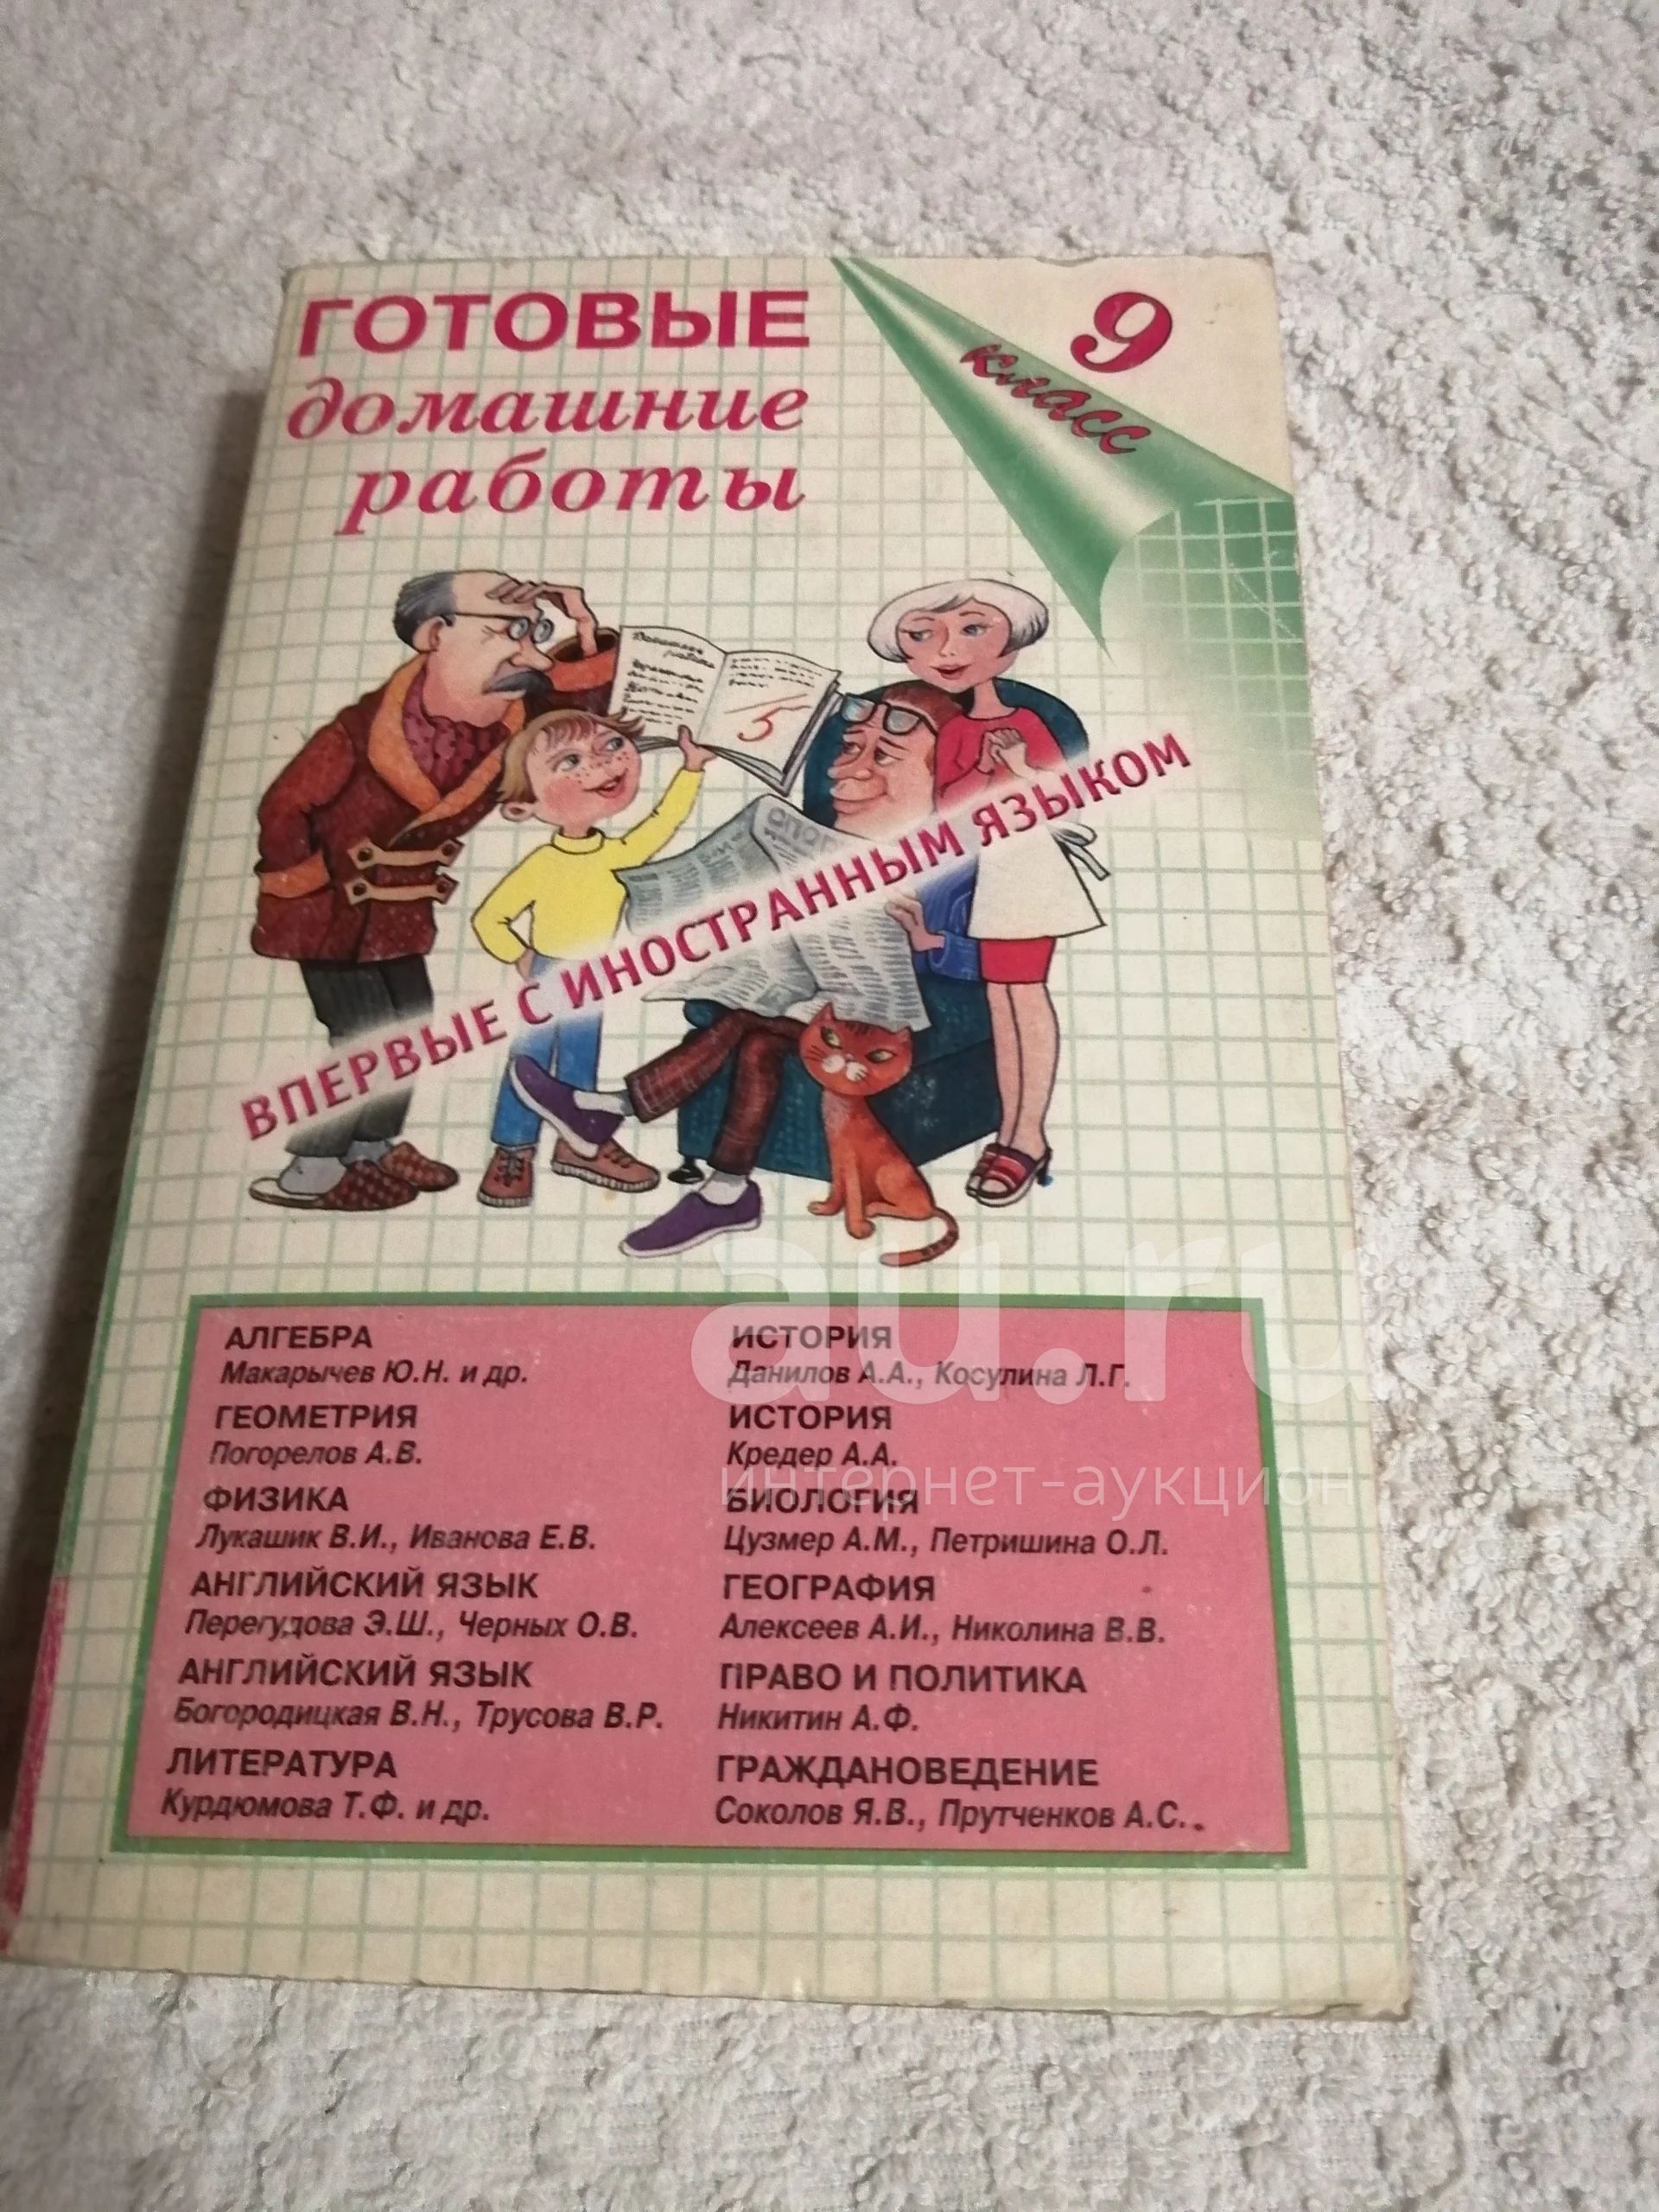 ГОТОВЫЕ
домашние
работы
9
класс
5
ВПЕРВЫЕ С ИНОСТРАННЫМ ЯЗЫКОМ
АЛГЕБРА
Макарычев Ю.Н. и др.
ГЕОМЕТРИЯ
Погорелов А.В.
ФИЗИКА
Лукашик В.И., Иванова Е.В.
АНГЛИЙСКИЙ ЯЗЫК
Перегудова Э.Ш., Черных О.В.
АНГЛИЙСКИЙ ЯЗЫК
Богородицкая В.Н., Трусова В.Р.
ЛИТЕРАТУРА
Курдюмова Т.Ф. и др.
ИСТОРИЯ
Данилов А.А., Косулина Л.Г.
ИСТОРИЯ
Кредер А.А.
БИОЛОГИЯ
Цузмер А.М., Петришина О.Л.
ГЕОГРАФИЯ
Алексеев А.И., Николина В.В.
ПРАВО И ПОЛИТИКА
Никитин А.Ф.
ГРАЖДАНОВЕДЕНИЕ
Соколов Я.В., Прутченков А.С.
au.ru
интернет-аукцион